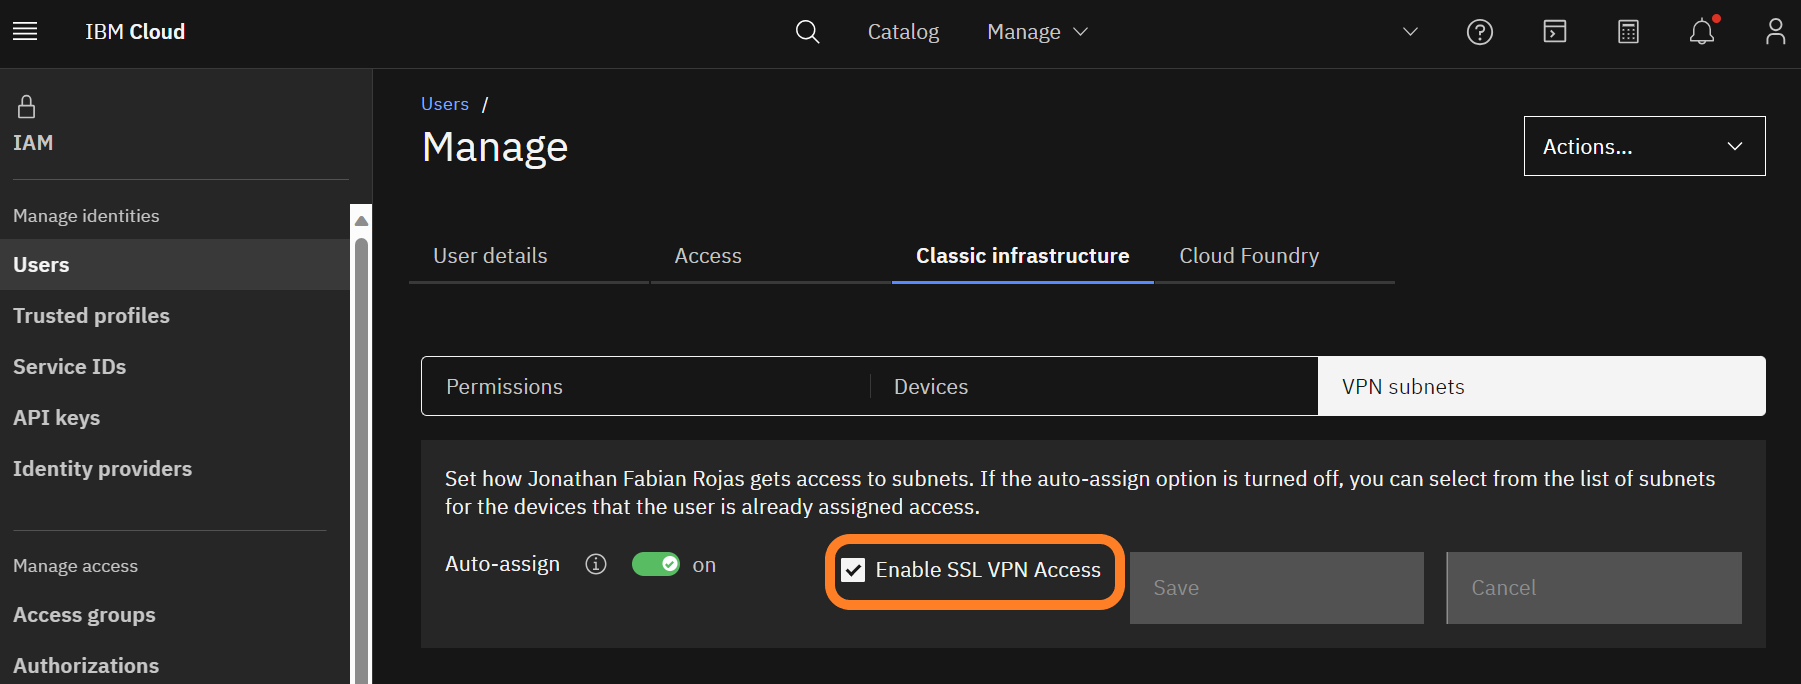 IBM Cloud
Catalog
Manage
IAM
Manage identities
Users
Trusted profiles
Service IDs
API keys
Identity providers
Manage access
Access groups
Authorizations
Users /
Manage
Actions...
User details
Access
Classic infrastructure
Cloud Foundry
Permissions
Devices
VPN subnets
Set how Jonathan Fabian Rojas gets access to subnets. If the auto-assign option is turned off, you can select from the list of subnets
for the devices that the user is already assigned access.
Auto-assign
on
Enable SSL VPN Access
Save
Cancel